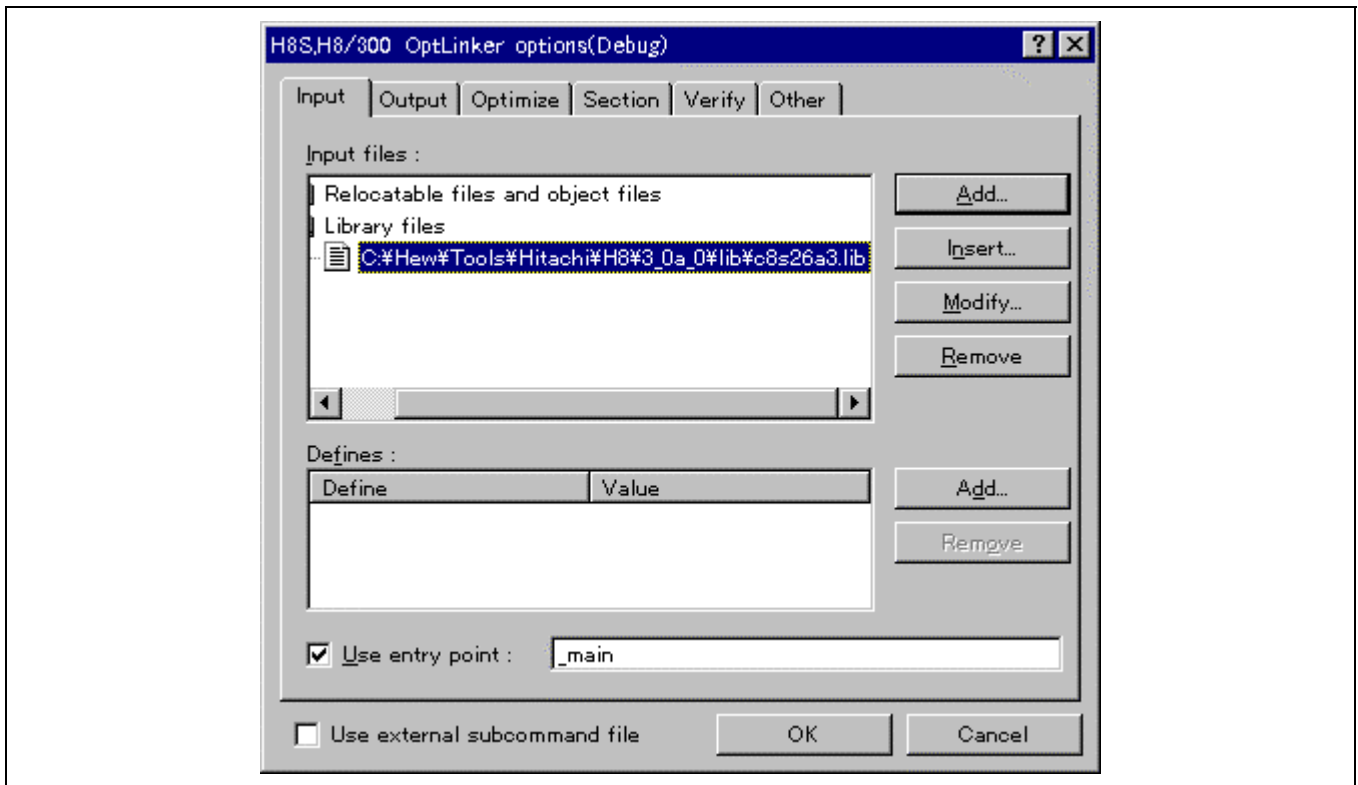 H8S,H8/300 OptLinker options(Debug)
Input Output Optimize Section Verify Other
Input files :
Relocatable files and object files
Library files
C:¥Hew¥Tools¥Hitachi¥H8¥3_0a_0¥lib¥c8s26a3.lib
Add...
Insert...
Modify...
Remove
Defines :
Define Value
Add...
Remove
Use entry point : _main
Use external subcommand file
OK
Cancel